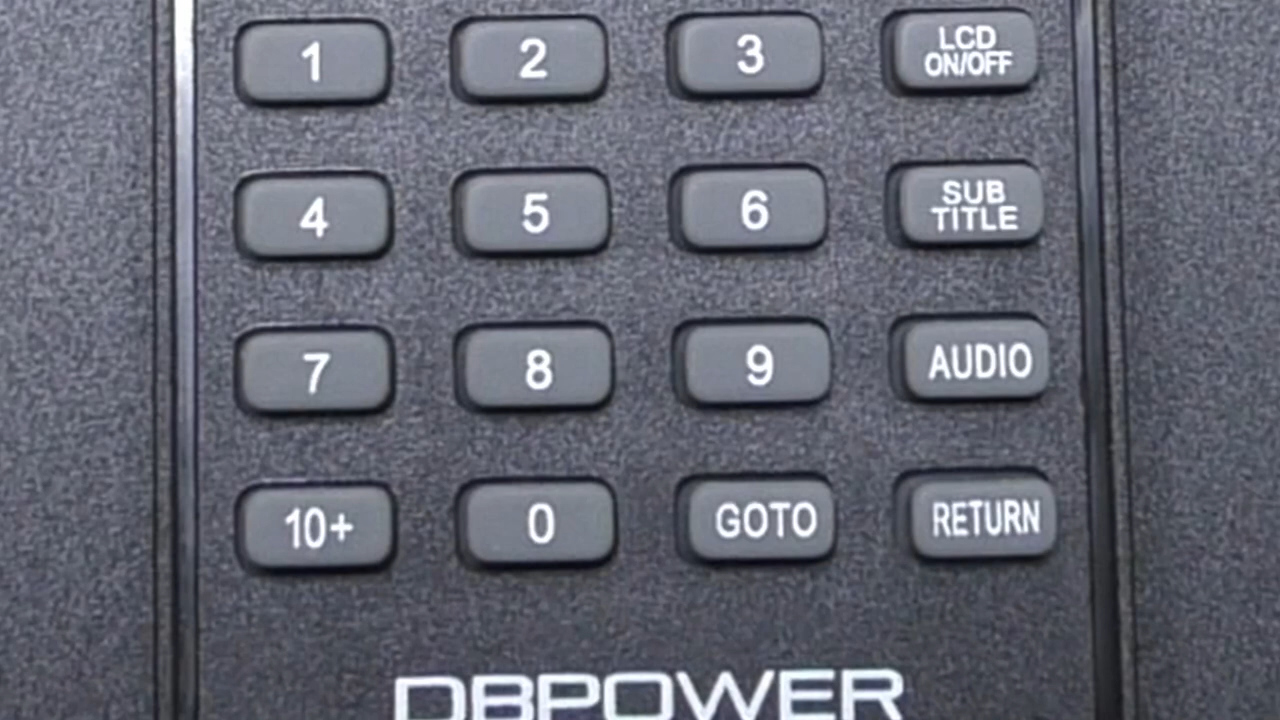 1 2 3 LCD
ON/OFF
4 5 6 SUB
TITLE
7 8 9 AUDIO
10+ 0 GOTO RETURN
DBPOWER